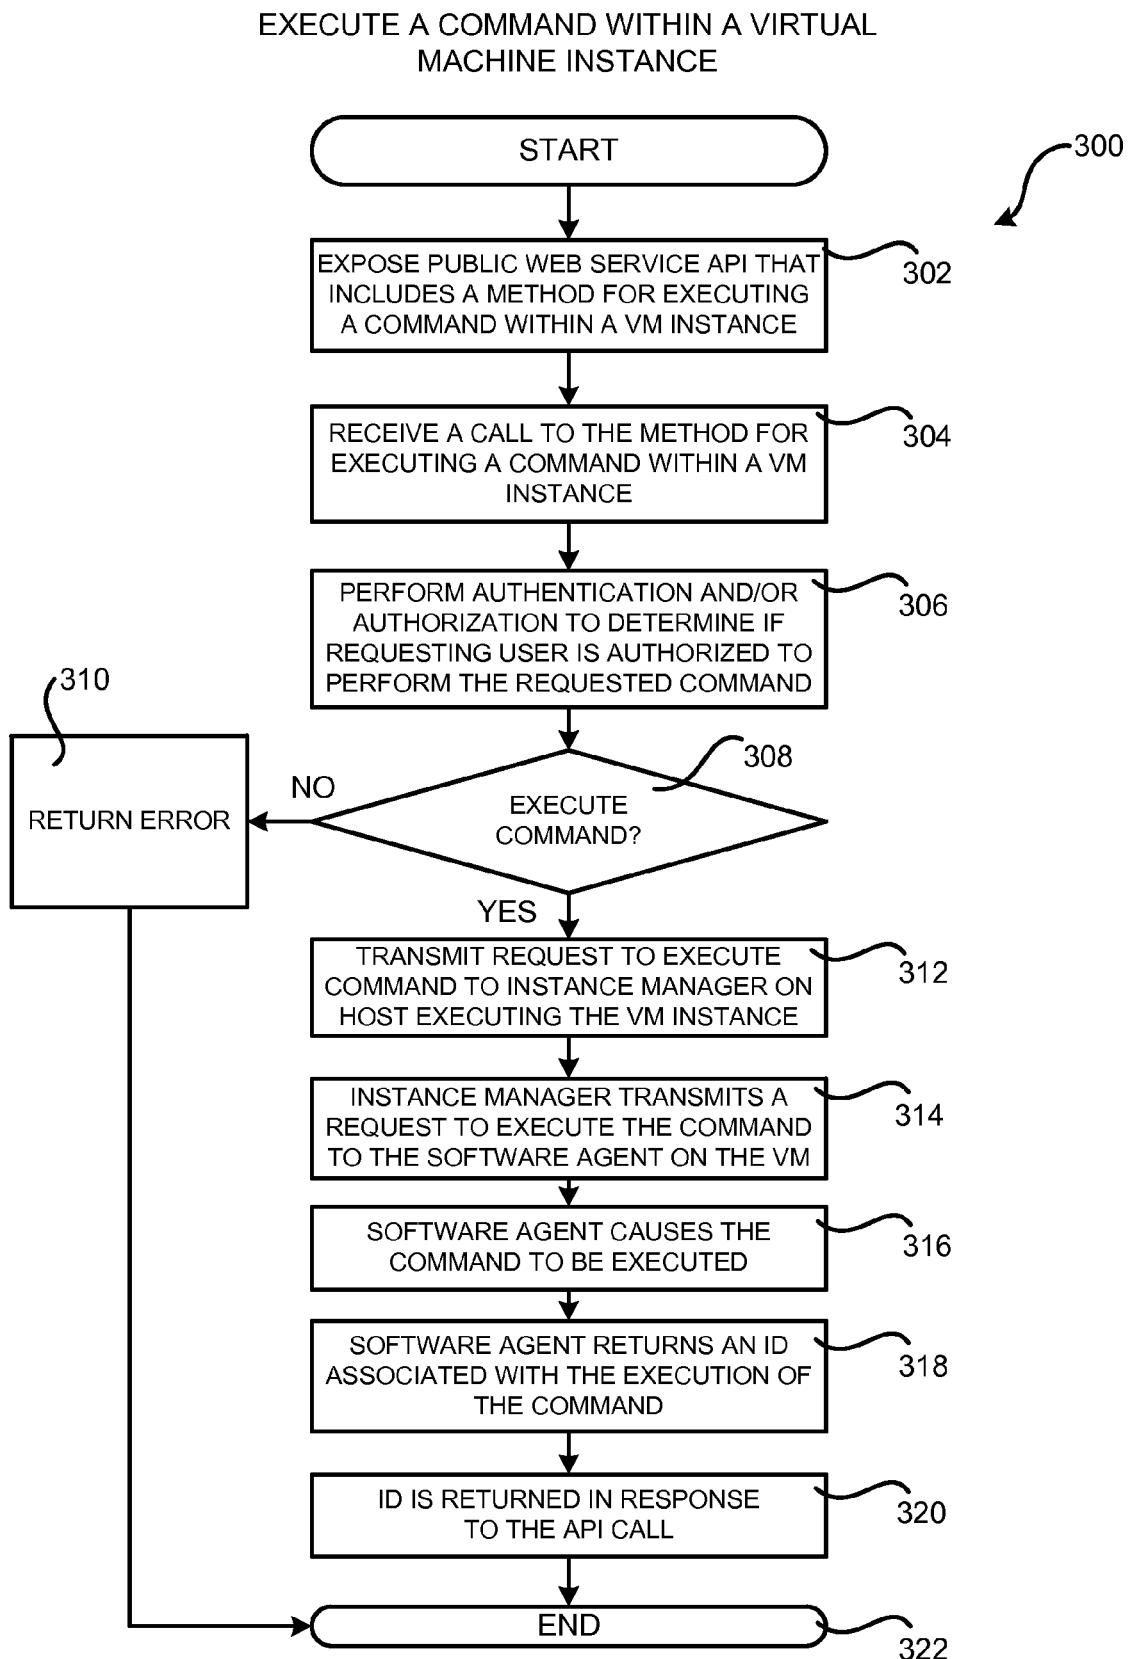 EXECUTE A COMMAND WITHIN A VIRTUAL
MACHINE INSTANCE
START
300
EXPOSE PUBLIC WEB SERVICE API THAT
INCLUDES A METHOD FOR EXECUTING
A COMMAND WITHIN A VM INSTANCE
302
RECEIVE A CALL TO THE METHOD FOR
EXECUTING A COMMAND WITHIN A VM
INSTANCE
304
PERFORM AUTHENTICATION AND/OR
AUTHORIZATION TO DETERMINE IF
REQUESTING USER IS AUTHORIZED TO
PERFORM THE REQUESTED COMMAND
306
310
RETURN ERROR
NO
308
EXECUTE
COMMAND?
YES
TRANSMIT REQUEST TO EXECUTE
COMMAND TO INSTANCE MANAGER ON
HOST EXECUTING THE VM INSTANCE
312
INSTANCE MANAGER TRANSMITS A
REQUEST TO EXECUTE THE COMMAND
TO THE SOFTWARE AGENT ON THE VM
314
SOFTWARE AGENT CAUSES THE
COMMAND TO BE EXECUTED
316
SOFTWARE AGENT RETURNS AN ID
ASSOCIATED WITH THE EXECUTION OF
THE COMMAND
318
ID IS RETURNED IN RESPONSE
TO THE API CALL
320
END
322